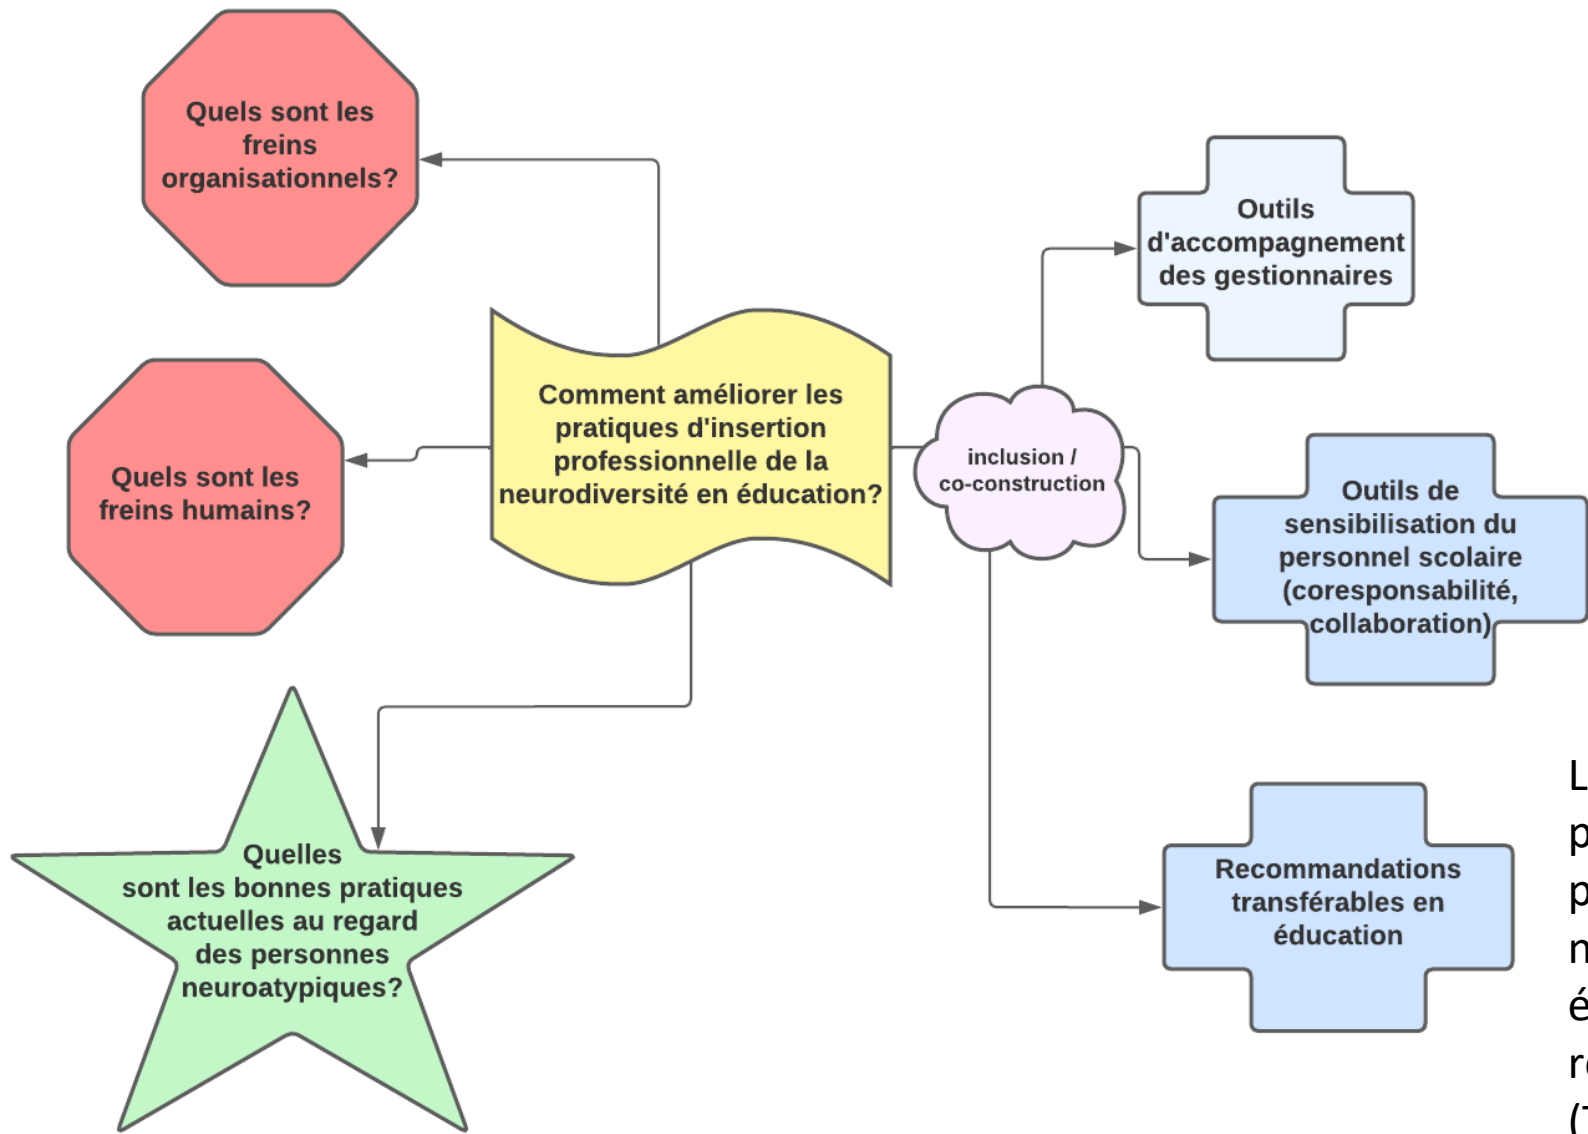 Quels sont les
freins
organisationnels?
Outils
d'accompagnement
des gestionnaires
Comment améliorer les
pratiques d'insertion
professionnelle de la
neurodiversité en éducation?
inclusion /
co-construction
Quels sont les
freins humains?
Outils de
sensibilisation du
personnel scolaire
(coresponsabilité,
collaboration)
Quelles
sont les bonnes pratiques
actuelles au regard
des personnes
neuroatypiques?
Recommandations
transférables en
éducation